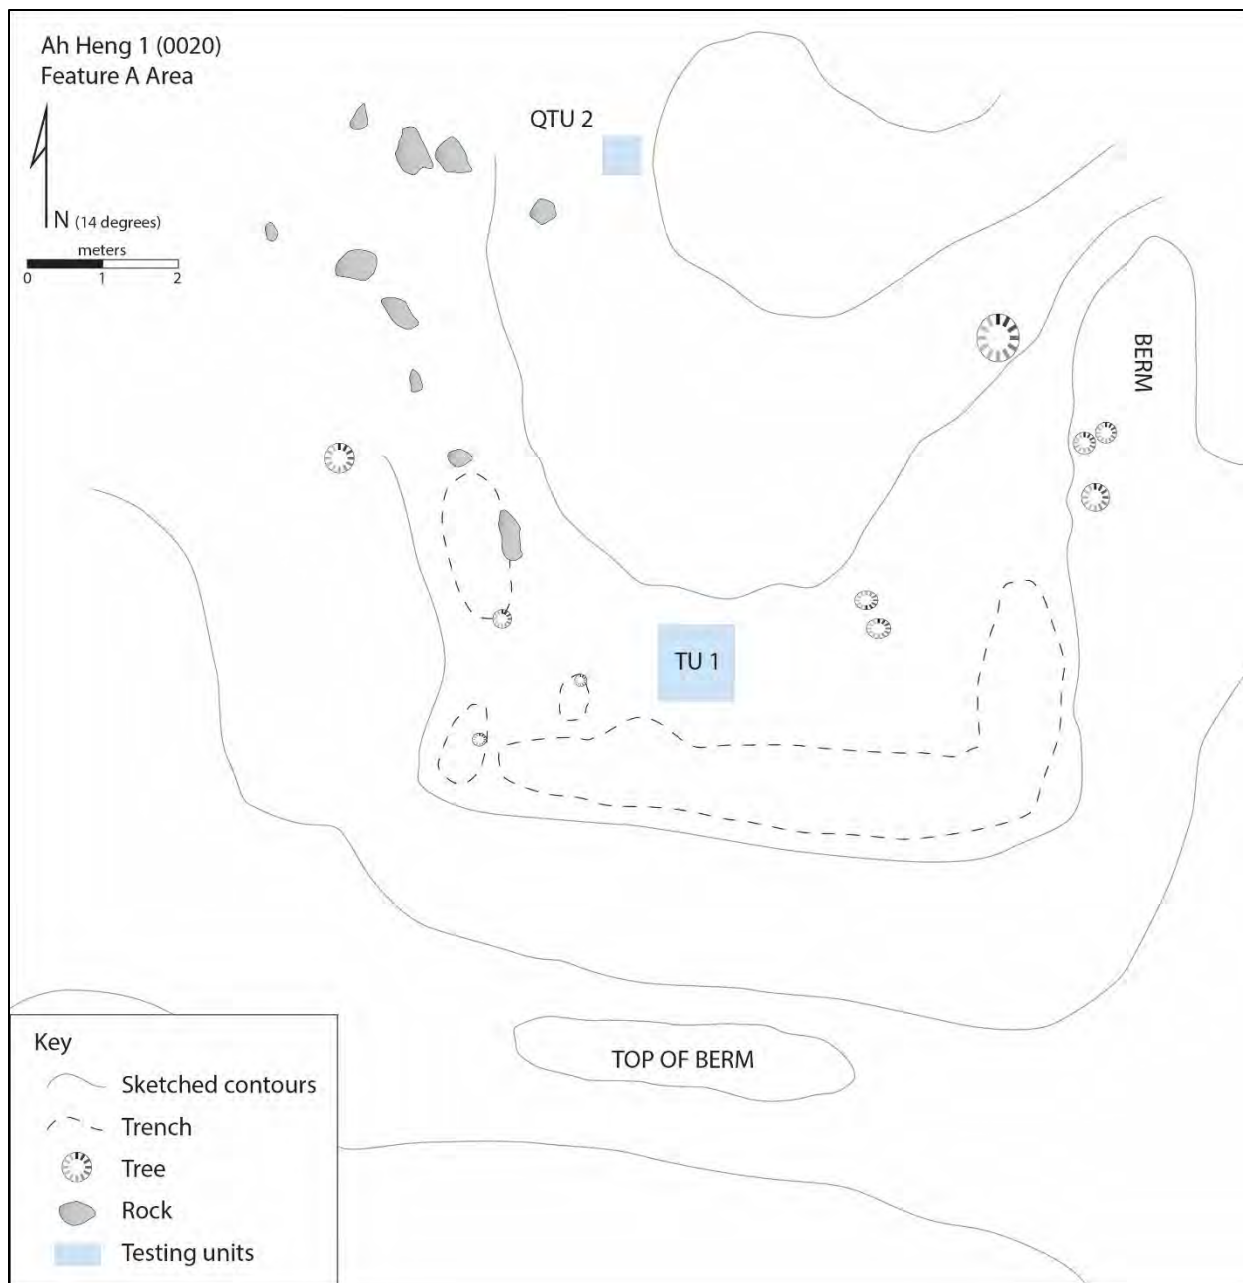 Ah Heng 1 (0020)
Feature A Area
N (14 degrees)
meters
0 1 2
QTU 2
BERM
TU 1
TOP OF BERM
Key
Sketched contours
Trench
Tree
Rock
Testing units